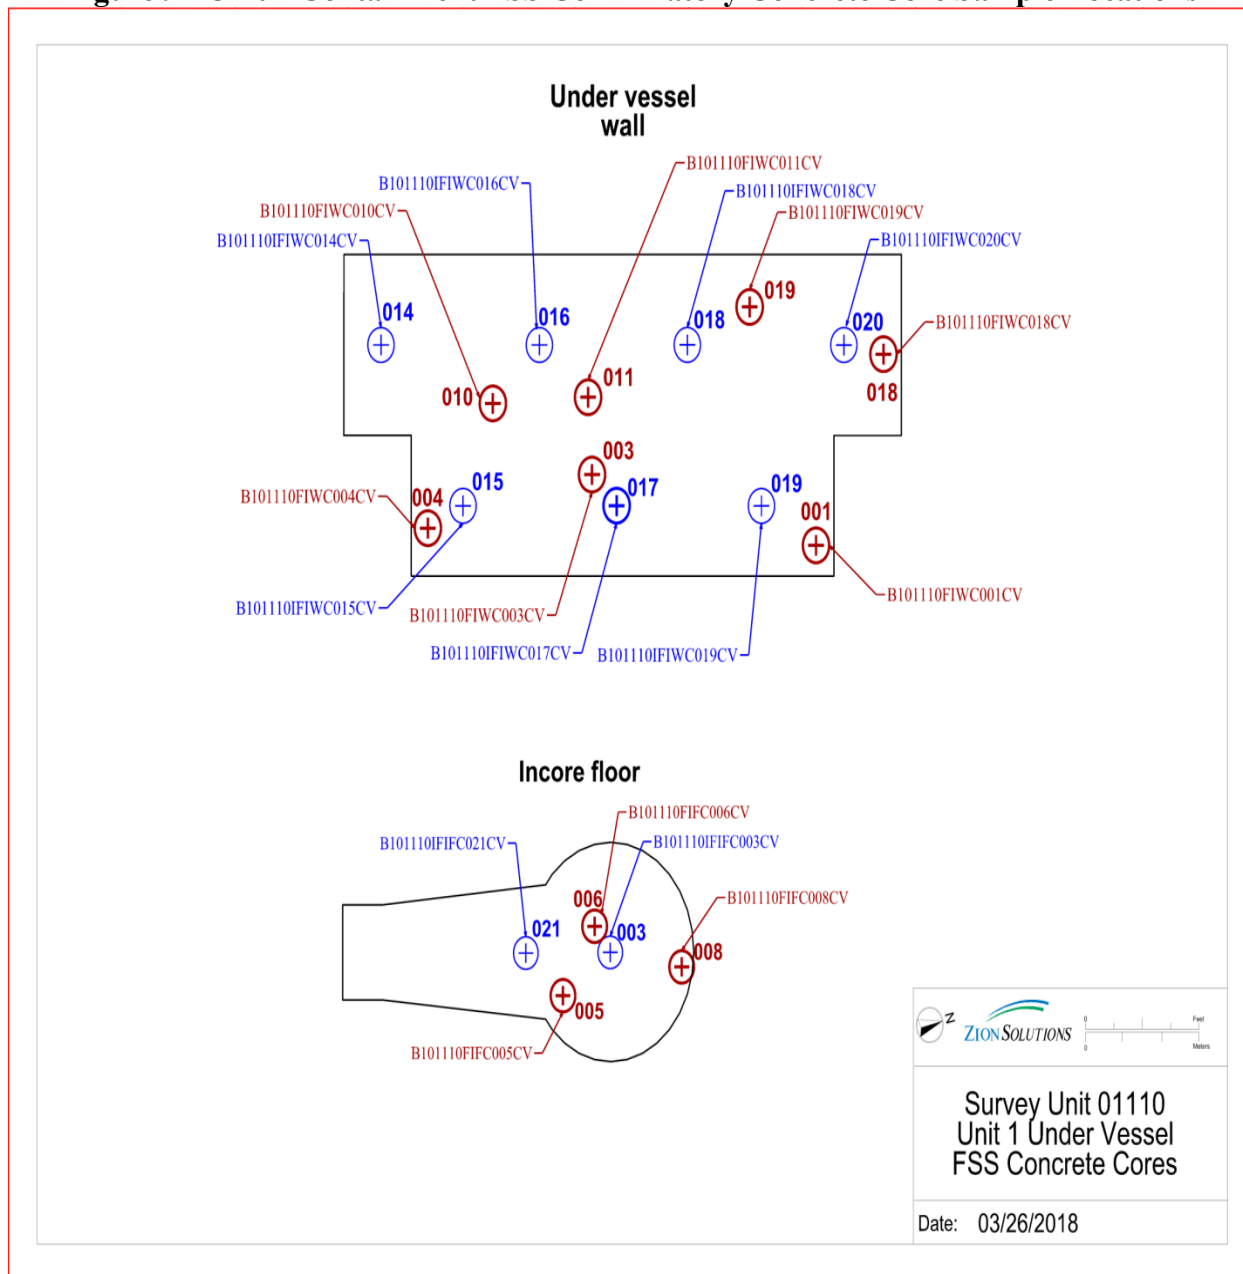 Under vessel
wall
B101110FIWC011CV
B101110IFIWC016CV
B101110IFIWC018CV
B101110FIWC010CV
B101110FIWC019CV
B101110IFIWC014CV
B101110IFIWC020CV
014
016
018
019
020
B101110FIWC018CV
010
011
018
003
015
017
019
B101110FIWC004CV
004
001
B101110FIWC001CV
B101110IFIWC015CV
B101110FIWC003CV
B101110IFIWC017CV
B101110IFIWC019CV
Incore floor
B101110FIFC006CV
B101110IFIFC021CV
B101110IFIFC003CV
B101110FIFC008CV
006
021
003
008
005
B101110FIFC005CV
Z
ZIONSOLUTIONS
0 Feet
0 Meters
Survey Unit 01110
Unit 1 Under Vessel
FSS Concrete Cores
Date: 03/26/2018